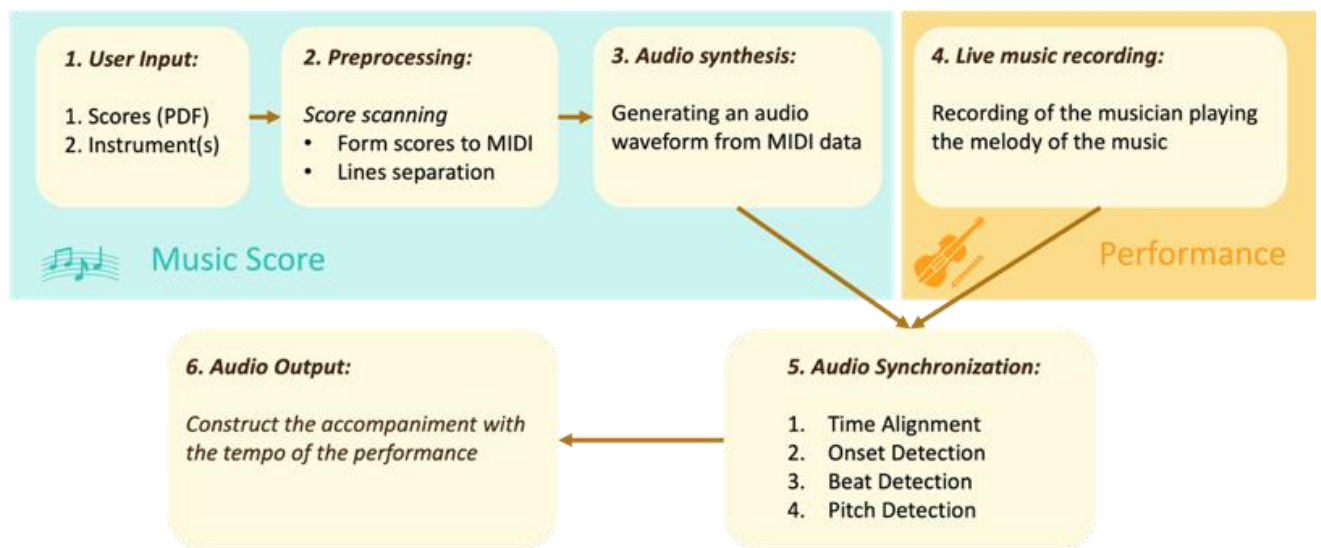 1. User Input:
1. Scores (PDF)
2. Instrument(s)
2. Preprocessing:
Score scanning
• Form scores to MIDI
• Lines separation
3. Audio synthesis:
Generating an audio
waveform from MIDI data
Music Score
4. Live music recording:
Recording of the musician playing
the melody of the music
Performance
5. Audio Synchronization:
1. Time Alignment
2. Onset Detection
3. Beat Detection
4. Pitch Detection
6. Audio Output:
Construct the accompaniment with
the tempo of the performance